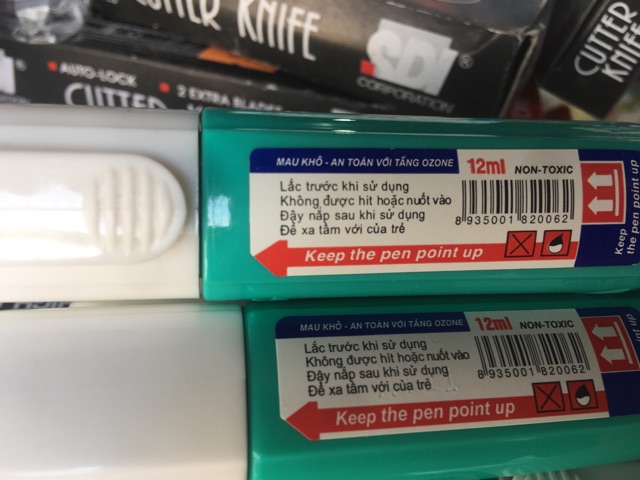 CUTTER KNIFE
SDI
CORPORATION
CUTTER
KNIFE
AUTO-LOCK
2 EXTRA BLADES
CUTTER
MAU KHÔ - AN TOÀN VỚI TẦNG OZONE
12ml NON-TOXIC
Lắc trước khi sử dụng
Không được hít hoặc nuốt vào
Đậy nắp sau khi sử dụng
Để xa tầm với của trẻ
8 935001 820062
Keep the pen point up
Keep
the pen point up
MAU KHÔ - AN TOÀN VỚI TẦNG OZONE
12ml NON-TOXIC
Lắc trước khi sử dụng
Không được hít hoặc nuốt vào
Đậy nắp sau khi sử dụng
Để xa tầm với của trẻ
8 935001 820062
Keep the pen point up
Keep